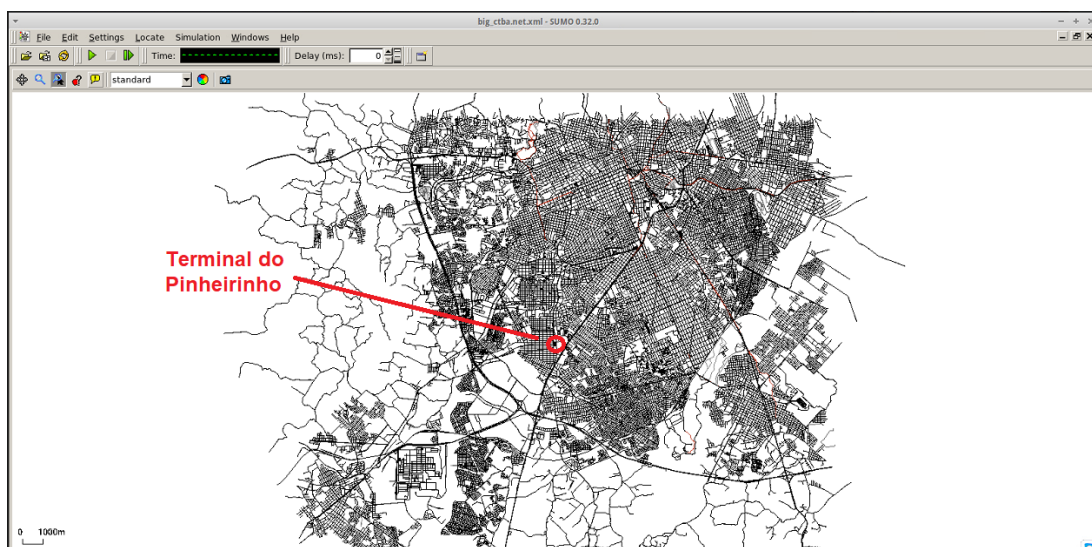 big_ctba.net.xml - SUMO 0.32.0
File Edit Settings Locate Simulation Windows Help
Time: Delay (ms): 0
standard
Terminal do
Pinheirinho
0 1000m